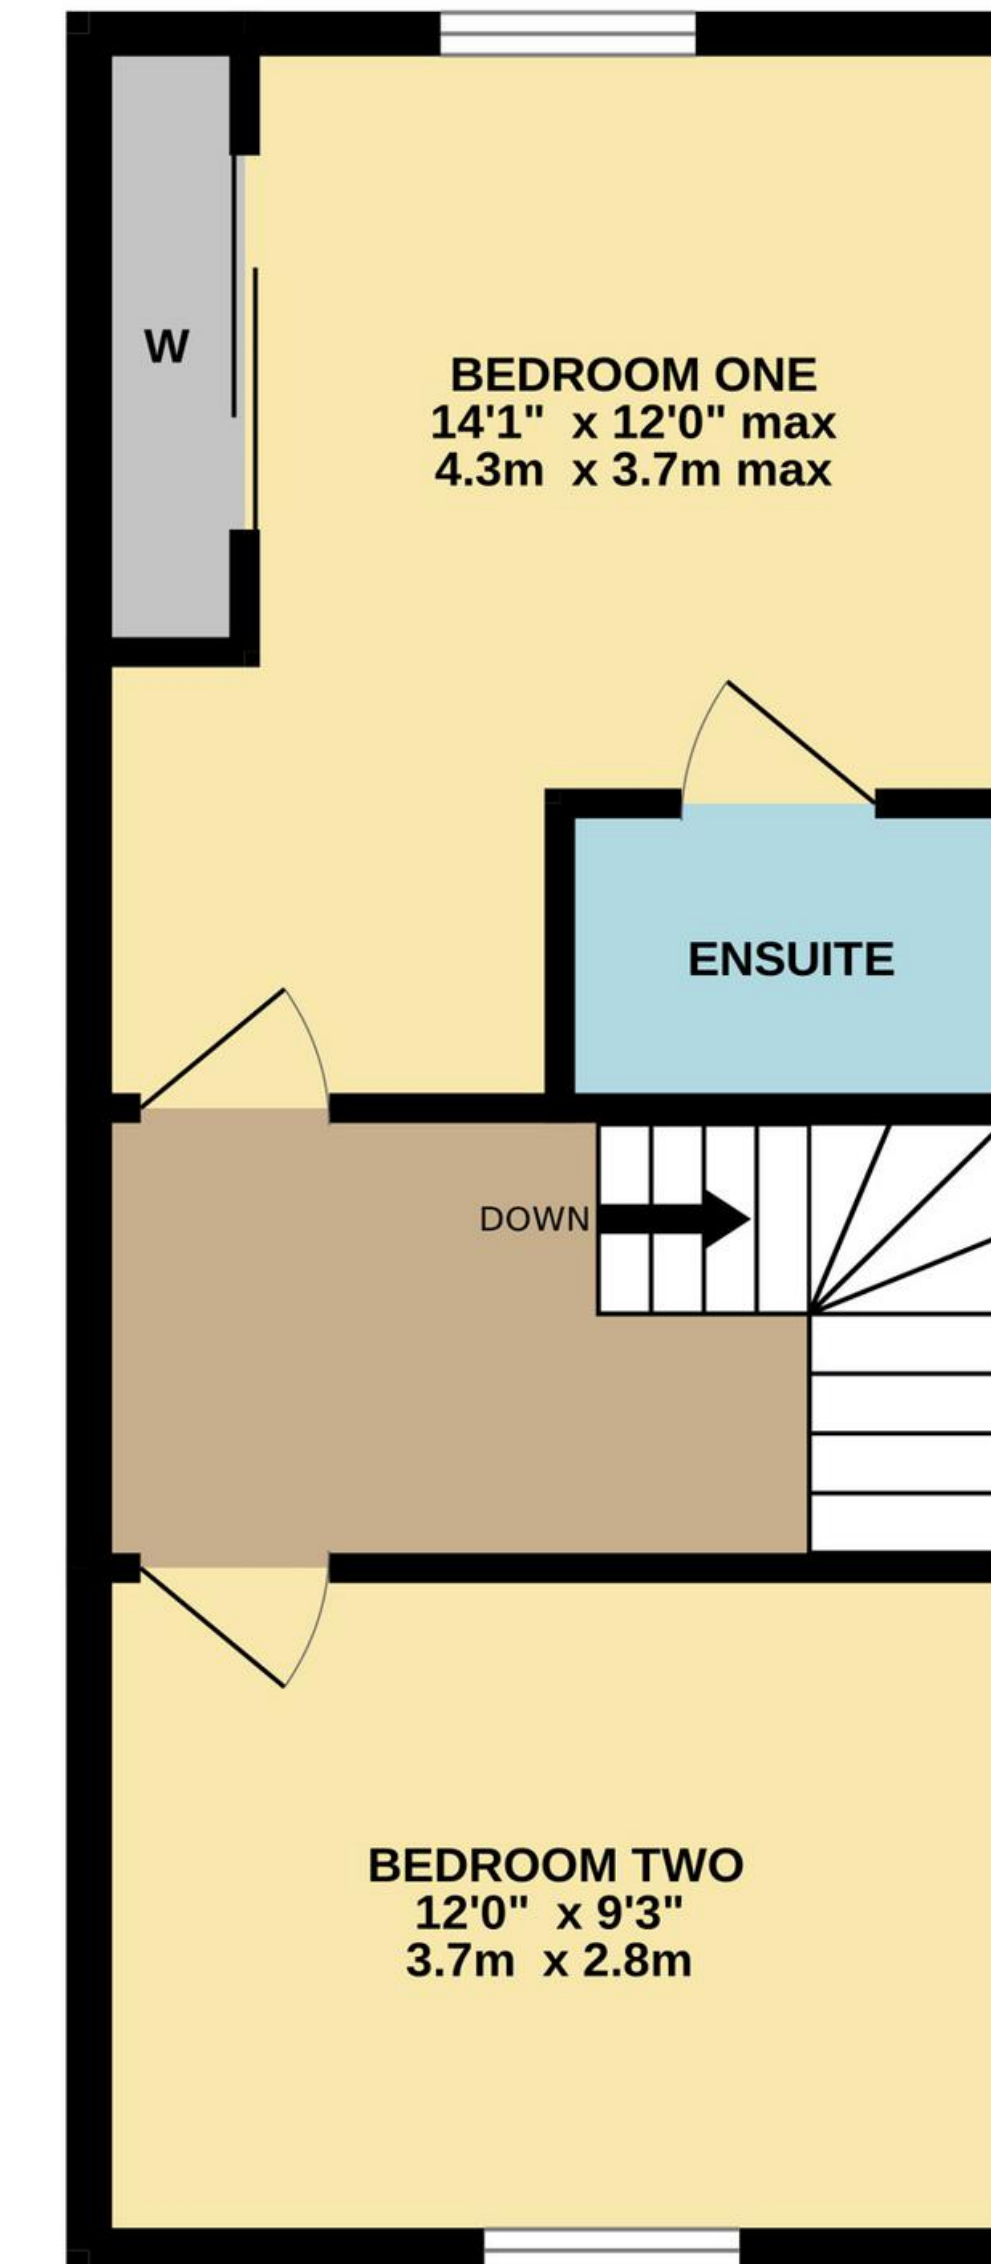 W
BEDROOM ONE
14'1" x 12'0" max
4.3m x 3.7m max
ENSUITE
DOWN
BEDROOM TWO
12'0" x 9'3"
3.7m x 2.8m